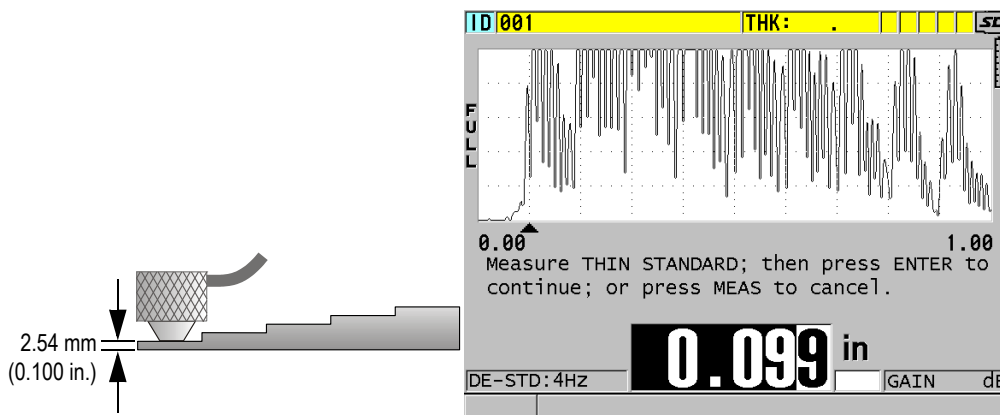 2.54 mm
(0.100 in.)
ID 001 THK: .
FULL
0.00 1.00
Measure THIN STANDARD; then press ENTER to
continue; or press MEAS to cancel.
0.099 in
DE-STD:4Hz GAIN